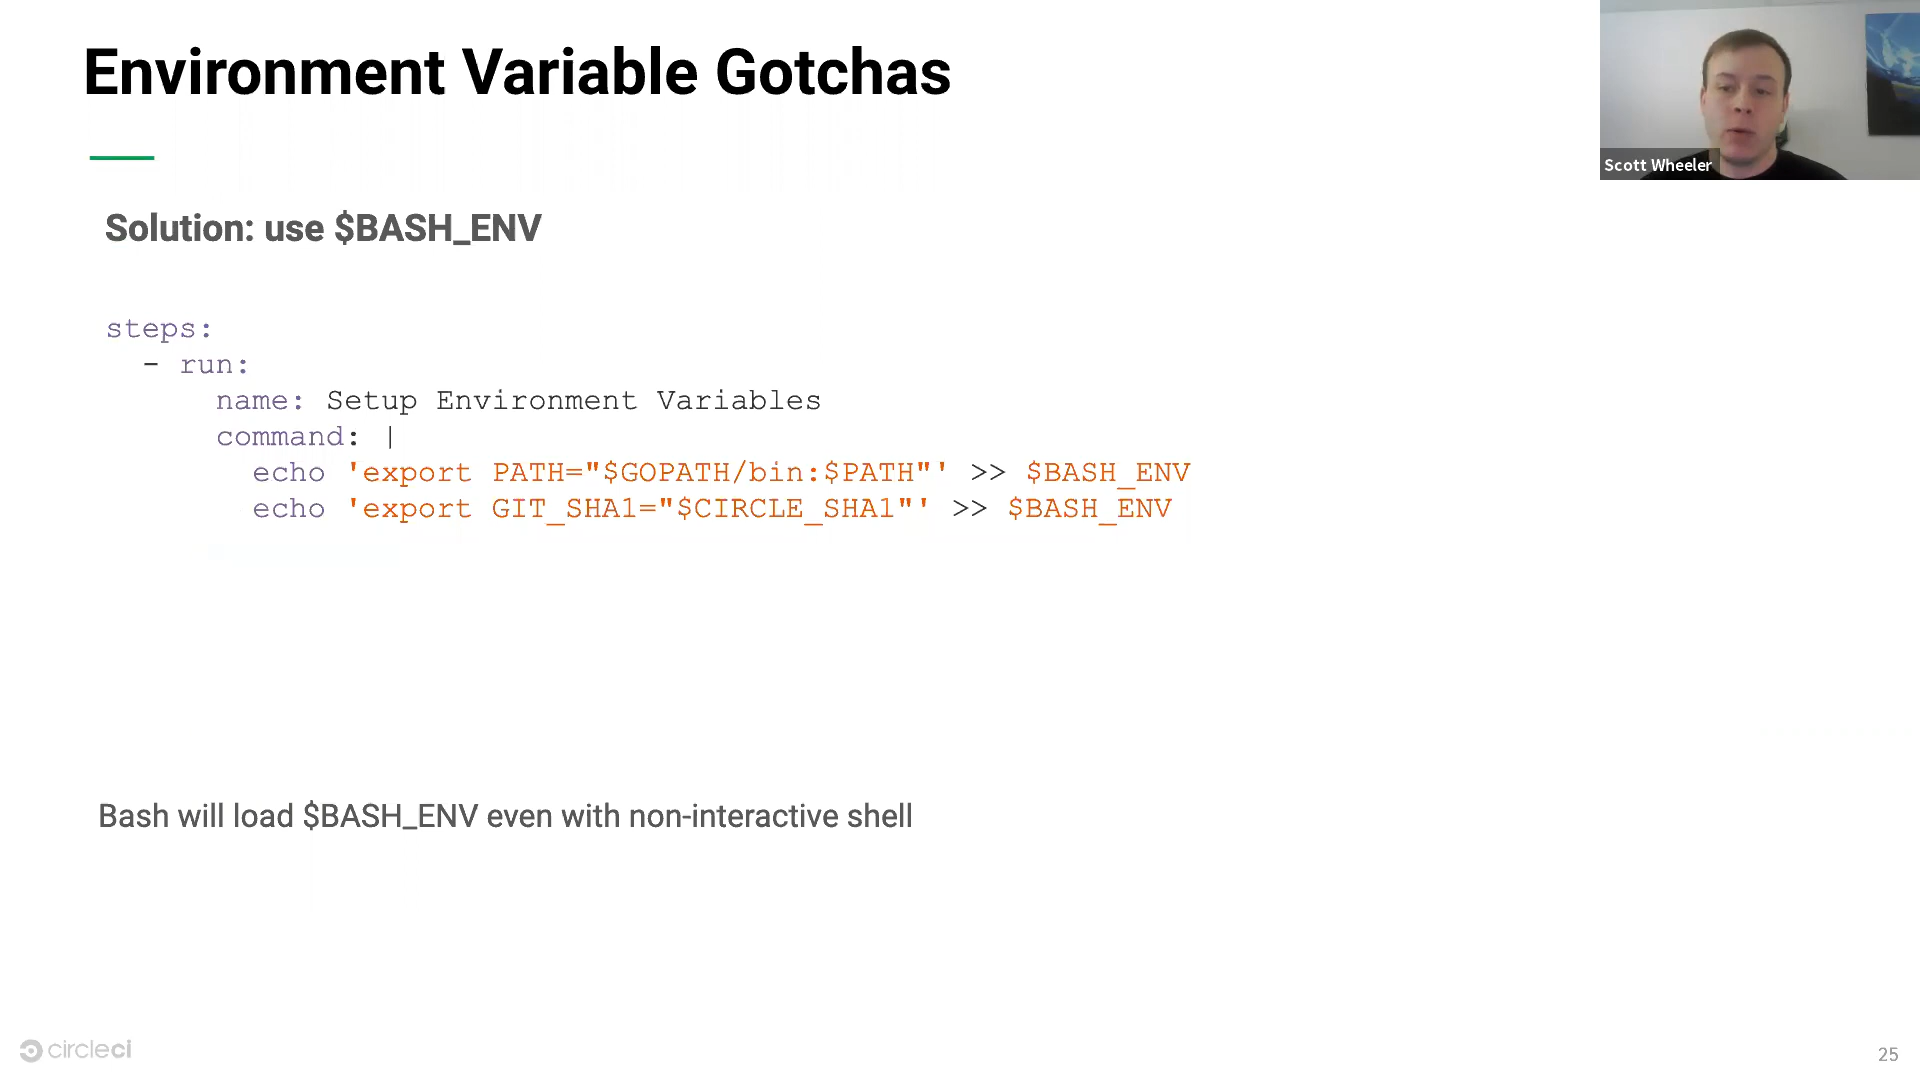 Environment Variable Gotchas
Scott Wheeler
Solution: use $BASH_ENV
steps:
- run:
name: Setup Environment Variables
command: |
echo 'export PATH="$GOPATH/bin:$PATH"' >> $BASH_ENV
echo 'export GIT_SHA1="$CIRCLE_SHA1"' >> $BASH_ENV
Bash will load $BASH_ENV even with non-interactive shell
circleci
25